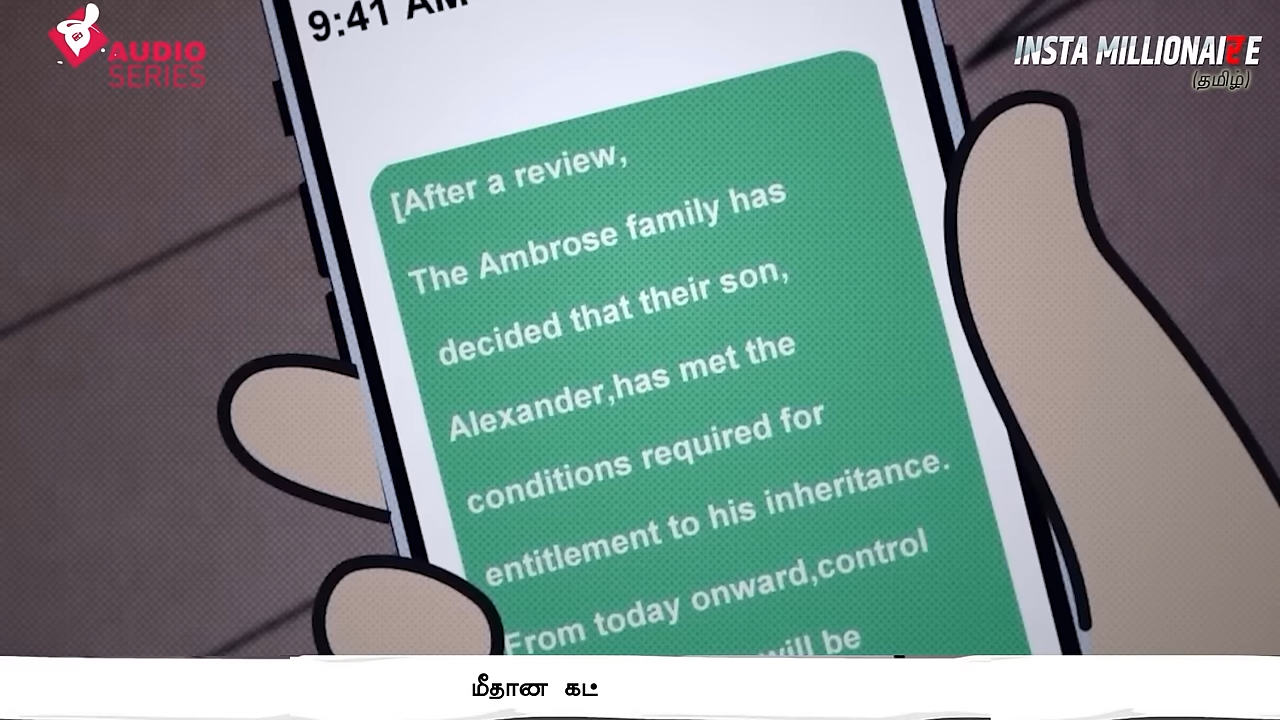 9:41 AM
AUDIO
SERIES
INSTA MILLIONAIRE
(தமிழ்)
[After a review,
The Ambrose family has
decided that their son,
Alexander,has met the
conditions required for
entitlement to his inheritance.
From today onward,control
will be
மீதான கட்